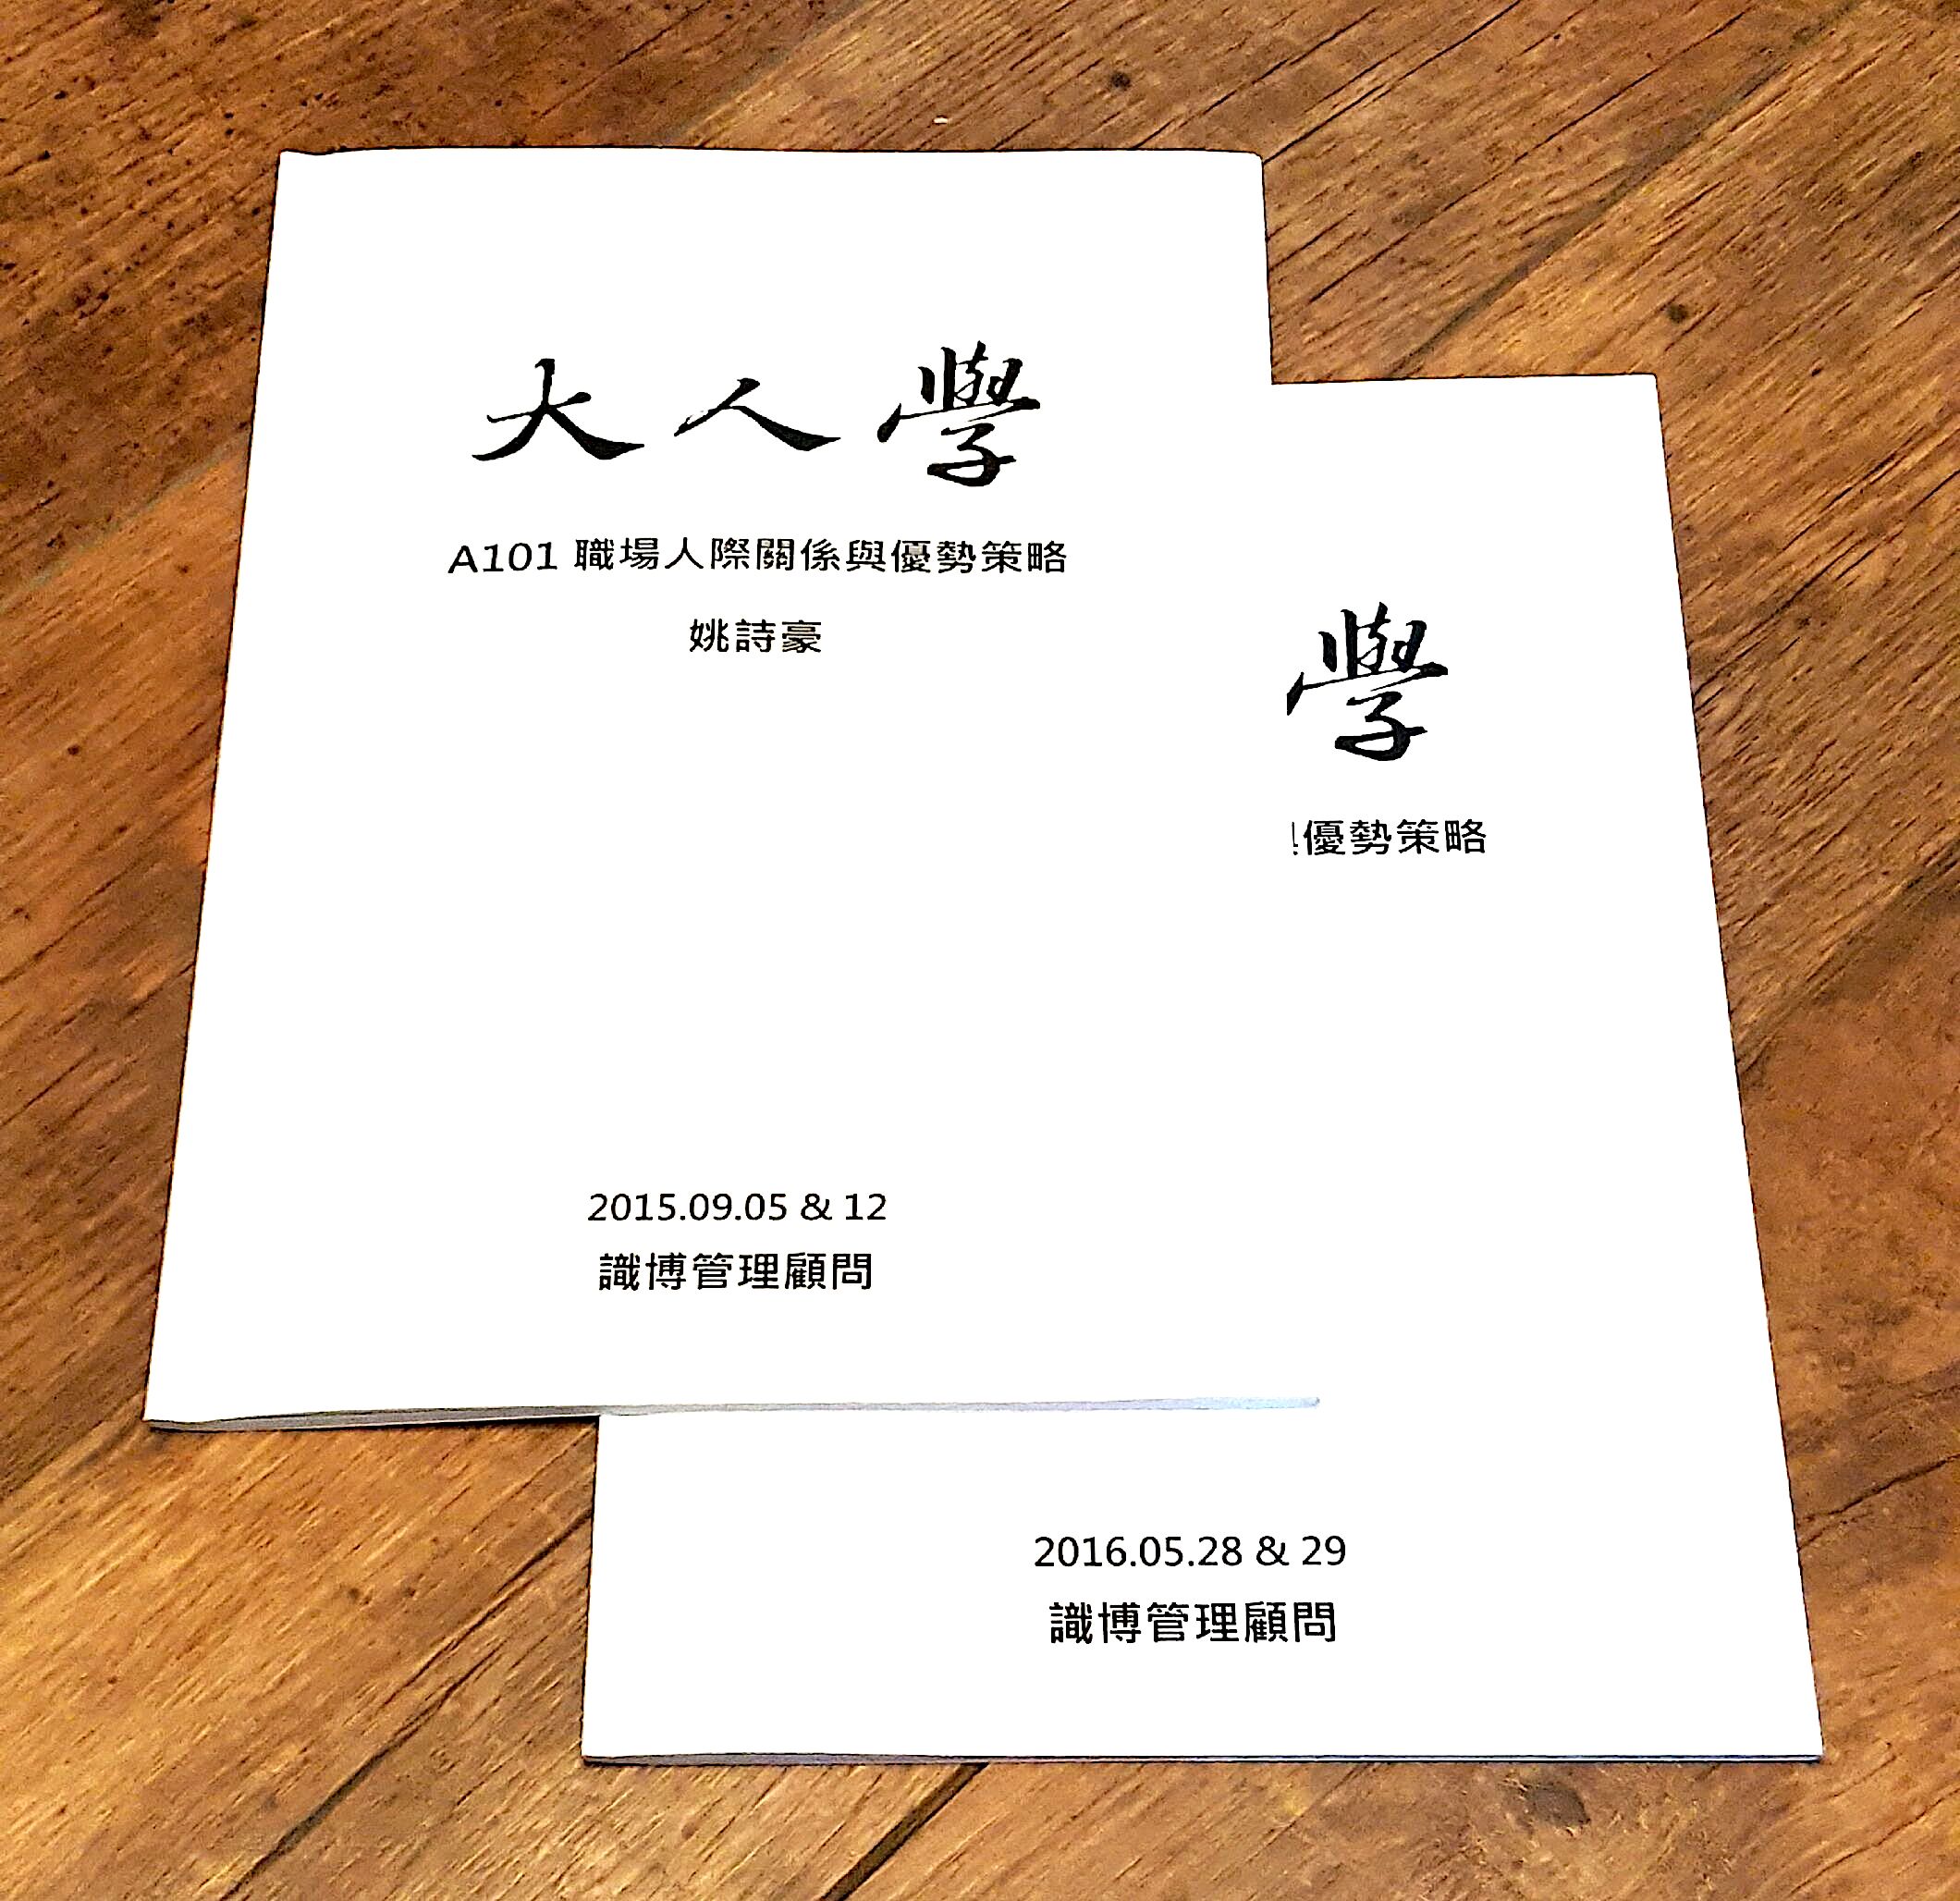 大人學
A101 職場人際關係與優勢策略
姚詩豪
2015.09.05 & 12
識博管理顧問
學
優勢策略
2016.05.28 & 29
識博管理顧問